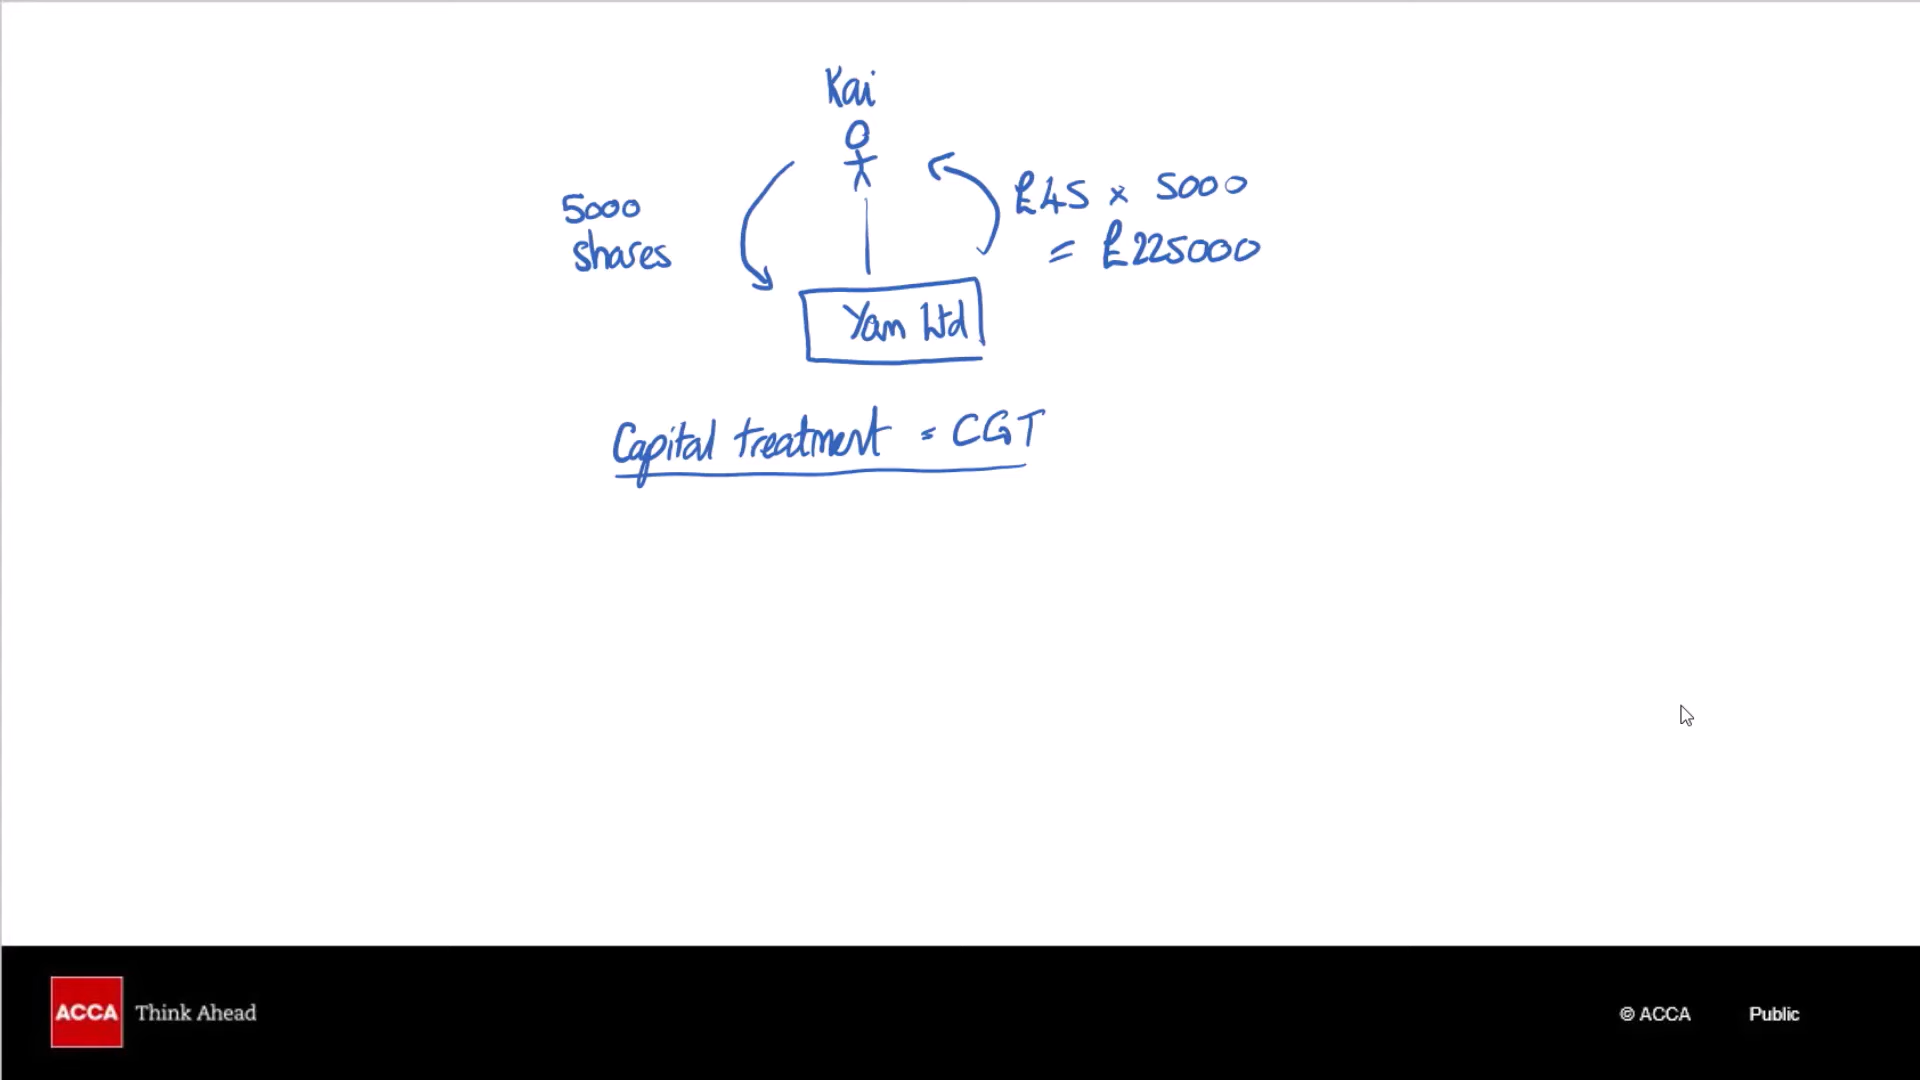 Kai
5000
shares
£45 x 5000
= £225000
Yam Ltd
Capital treatment = CGT
ACCA Think Ahead
© ACCA Public